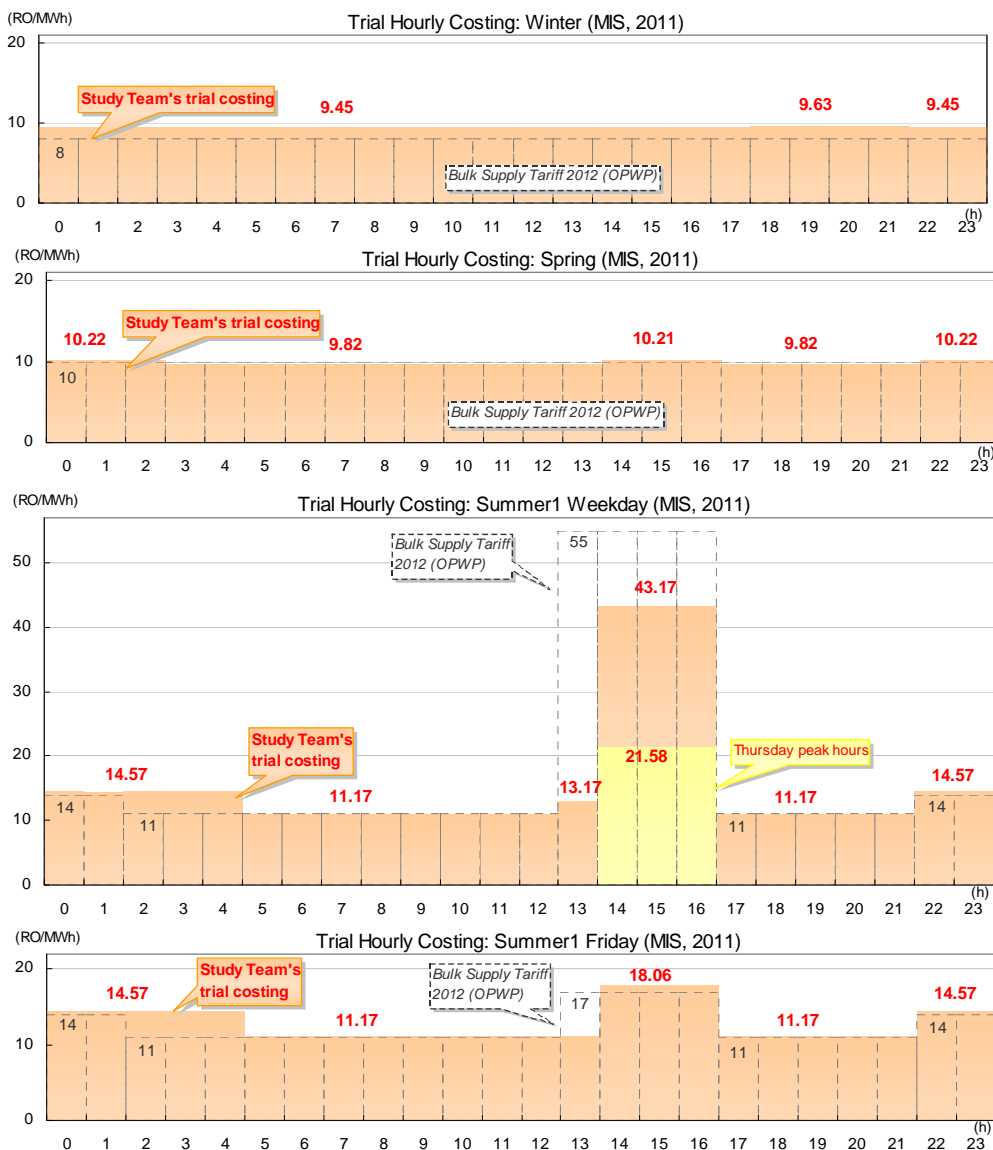 (RO/MWh)
Trial Hourly Costing: Winter (MIS, 2011)
20
Study Team's trial costing
9.45
9.63
9.45
10
8
Bulk Supply Tariff 2012 (OPWP)
0
(h)
0 1 2 3 4 5 6 7 8 9 10 11 12 13 14 15 16 17 18 19 20 21 22 23
(RO/MWh)
Trial Hourly Costing: Spring (MIS, 2011)
20
Study Team's trial costing
10.22
9.82
10.21
9.82
10.22
10
10
Bulk Supply Tariff 2012 (OPWP)
0
(h)
0 1 2 3 4 5 6 7 8 9 10 11 12 13 14 15 16 17 18 19 20 21 22 23
(RO/MWh)
Trial Hourly Costing: Summer1 Weekday (MIS, 2011)
Bulk Supply Tariff
2012 (OPWP)
55
50
43.17
40
30
Study Team's
trial costing
Thursday peak hours
20
21.58
14.57
11.17
13.17
11.17
14.57
14
11
11
14
10
0
(h)
0 1 2 3 4 5 6 7 8 9 10 11 12 13 14 15 16 17 18 19 20 21 22 23
(RO/MWh)
Trial Hourly Costing: Summer1 Friday (MIS, 2011)
20
Study Team's
trial costing
Bulk Supply Tariff
2012 (OPWP)
18.06
17
14.57
11.17
11.17
14.57
14
11
11
14
10
0
(h)
0 1 2 3 4 5 6 7 8 9 10 11 12 13 14 15 16 17 18 19 20 21 22 23